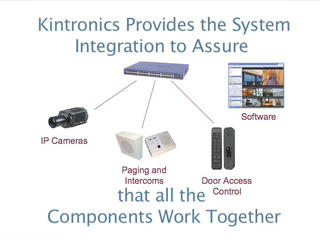 Kintronics Provides the System
Integration to Assure
Software
IP Cameras
Paging and
Intercoms
Door Access
Control
that all the
Components Work Together